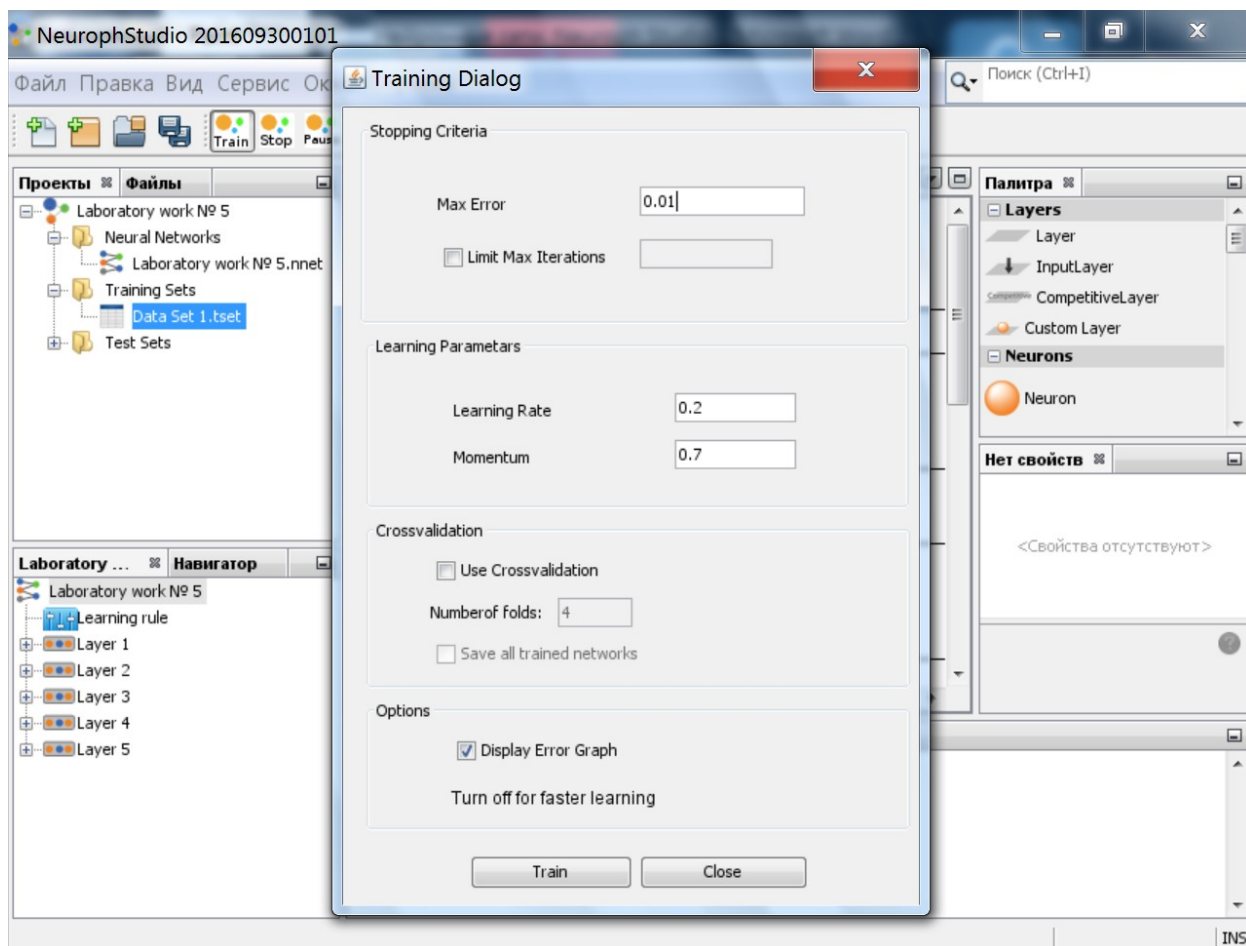 NeurophStudio 201609300101
Файл Правка Вид Сервис Ок
Поиск (Ctrl+I)
Train Stop Paus
Проекты Файлы
Laboratory work № 5
Neural Networks
Laboratory work № 5.nnet
Training Sets
Data Set 1.tset
Test Sets
Laboratory ... Навигатор
Laboratory work № 5
Learning rule
Layer 1
Layer 2
Layer 3
Layer 4
Layer 5
Training Dialog
Stopping Criteria
Max Error 0.01
Limit Max Iterations
Learning Parametars
Learning Rate 0.2
Momentum 0.7
Crossvalidation
Use Crossvalidation
Numberof folds: 4
Save all trained networks
Options
Display Error Graph
Turn off for faster learning
Train Close
Палитра
Layers
Layer
InputLayer
CompetitiveLayer
Custom Layer
Neurons
Neuron
Нет свойств
<Свойства отсутствуют>
INS